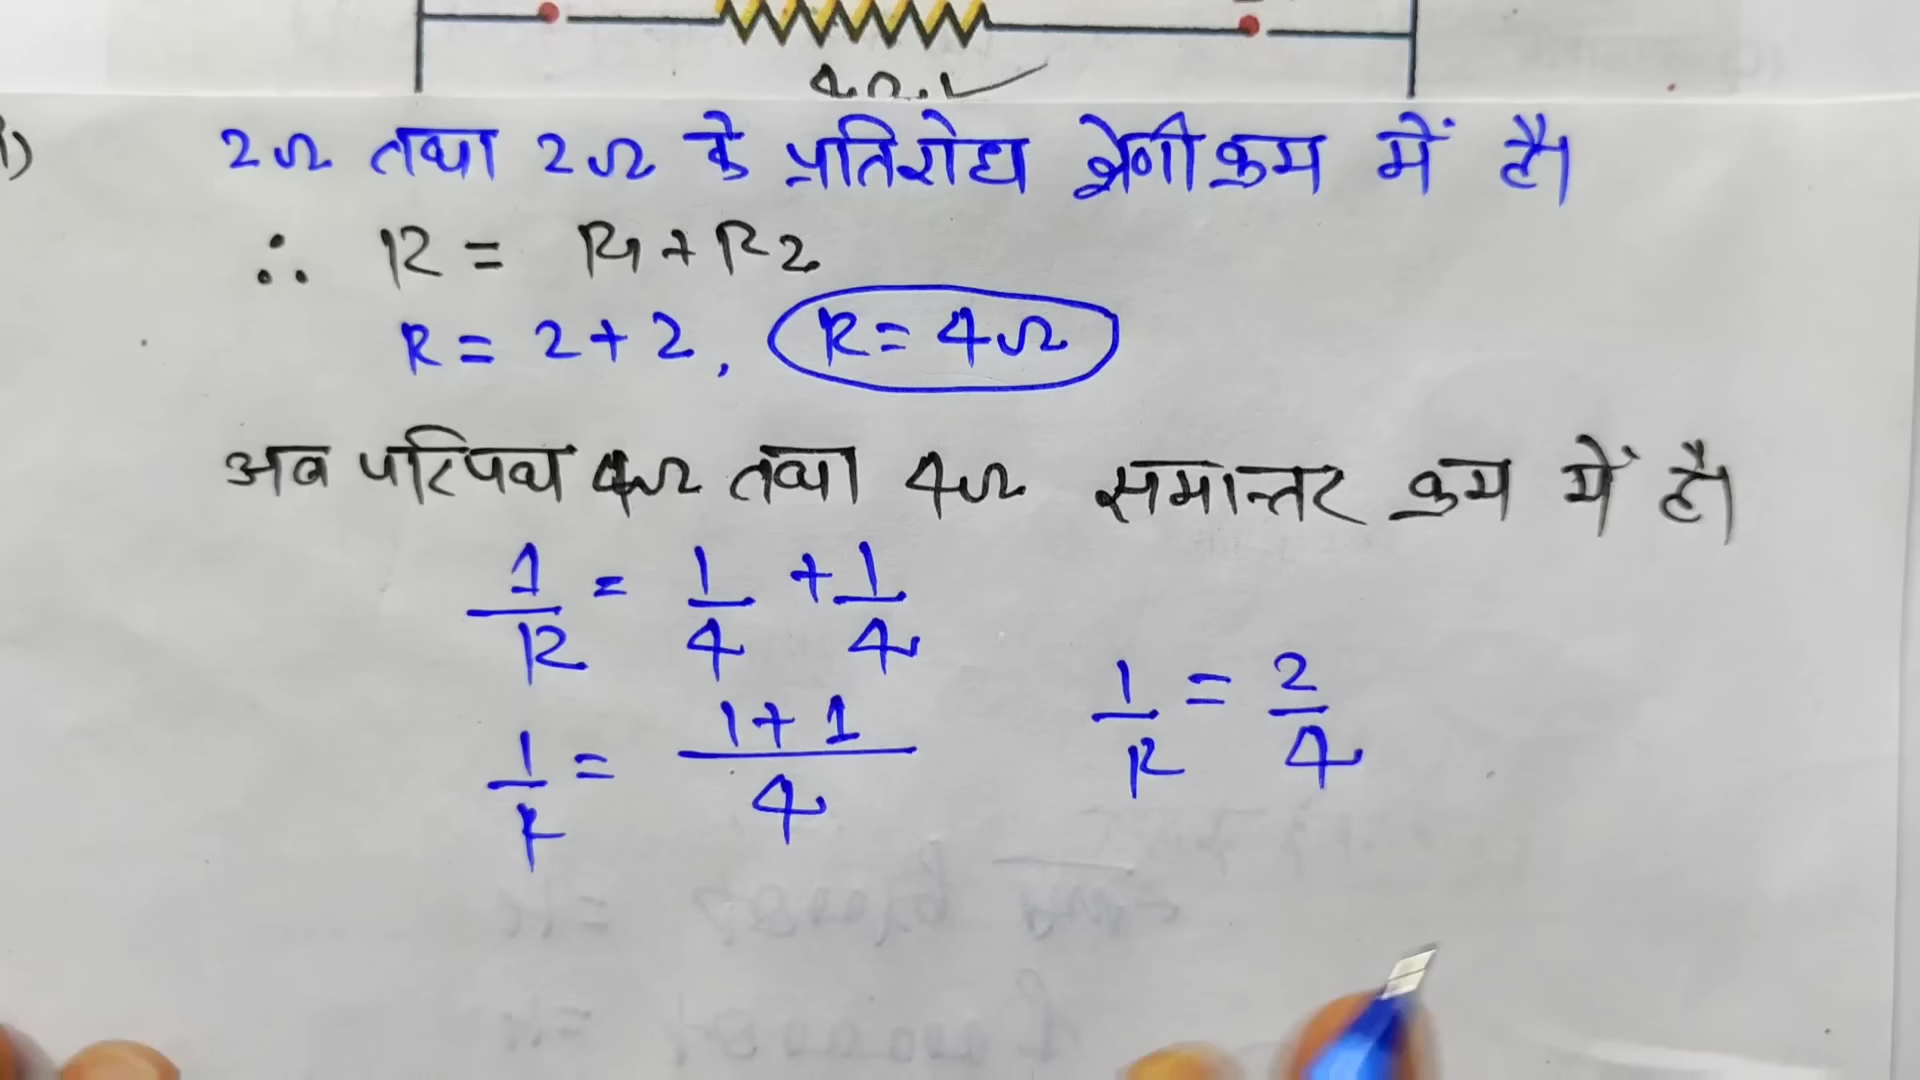 4Ω
i)
2Ω तथा 2Ω के प्रतिरोध श्रेणीक्रम में है।
∴ R = R1 + R2
R = 2 + 2, R = 4Ω
अब परिपथ 4Ω तथा 4Ω समान्तर क्रम में है।
1/R = 1/4 + 1/4
1/R = 1+1/4
1/R = 2/4